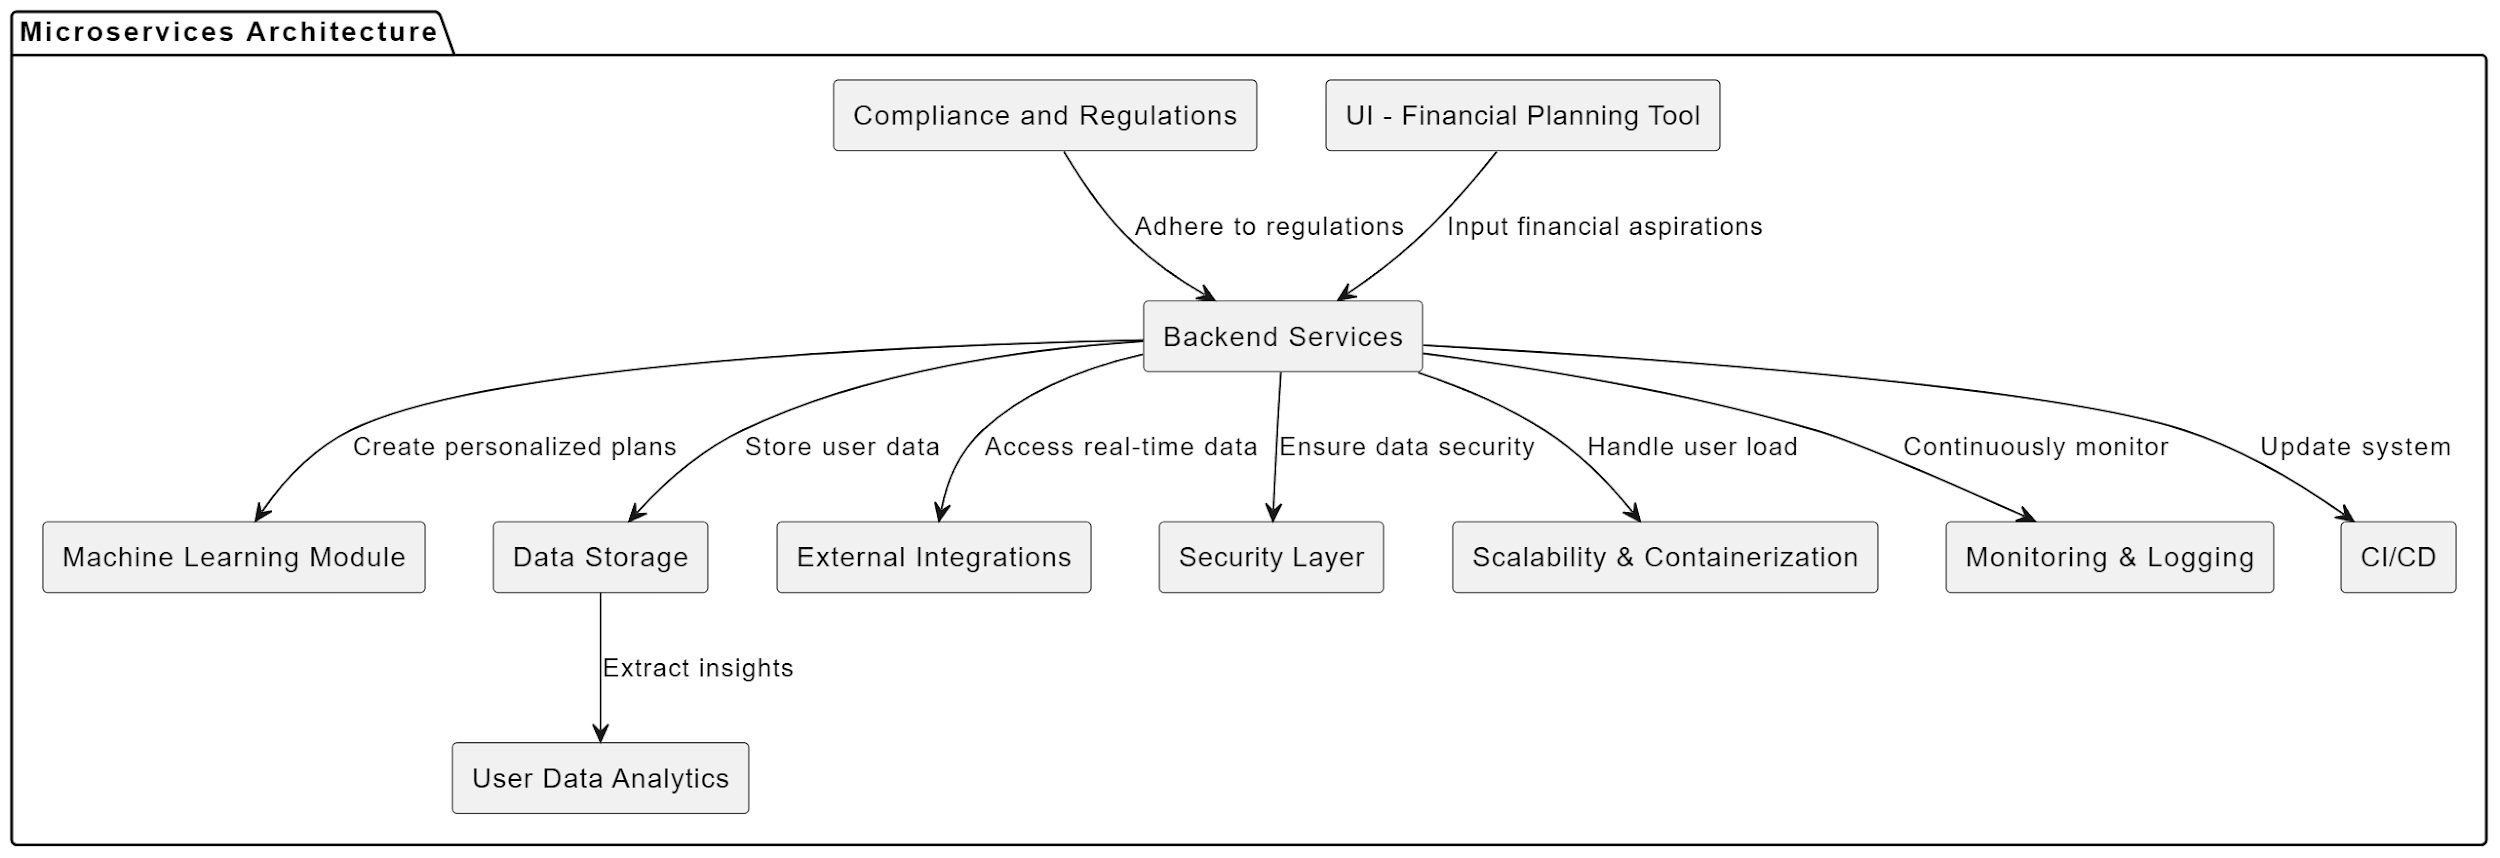 Microservices Architecture
Compliance and Regulations
UI - Financial Planning Tool
Adhere to regulations
Input financial aspirations
Backend Services
Create personalized plans
Store user data
Access real-time data
Ensure data security
Handle user load
Continuously monitor
Update system
Machine Learning Module
Data Storage
External Integrations
Security Layer
Scalability & Containerization
Monitoring & Logging
CI/CD
Extract insights
User Data Analytics